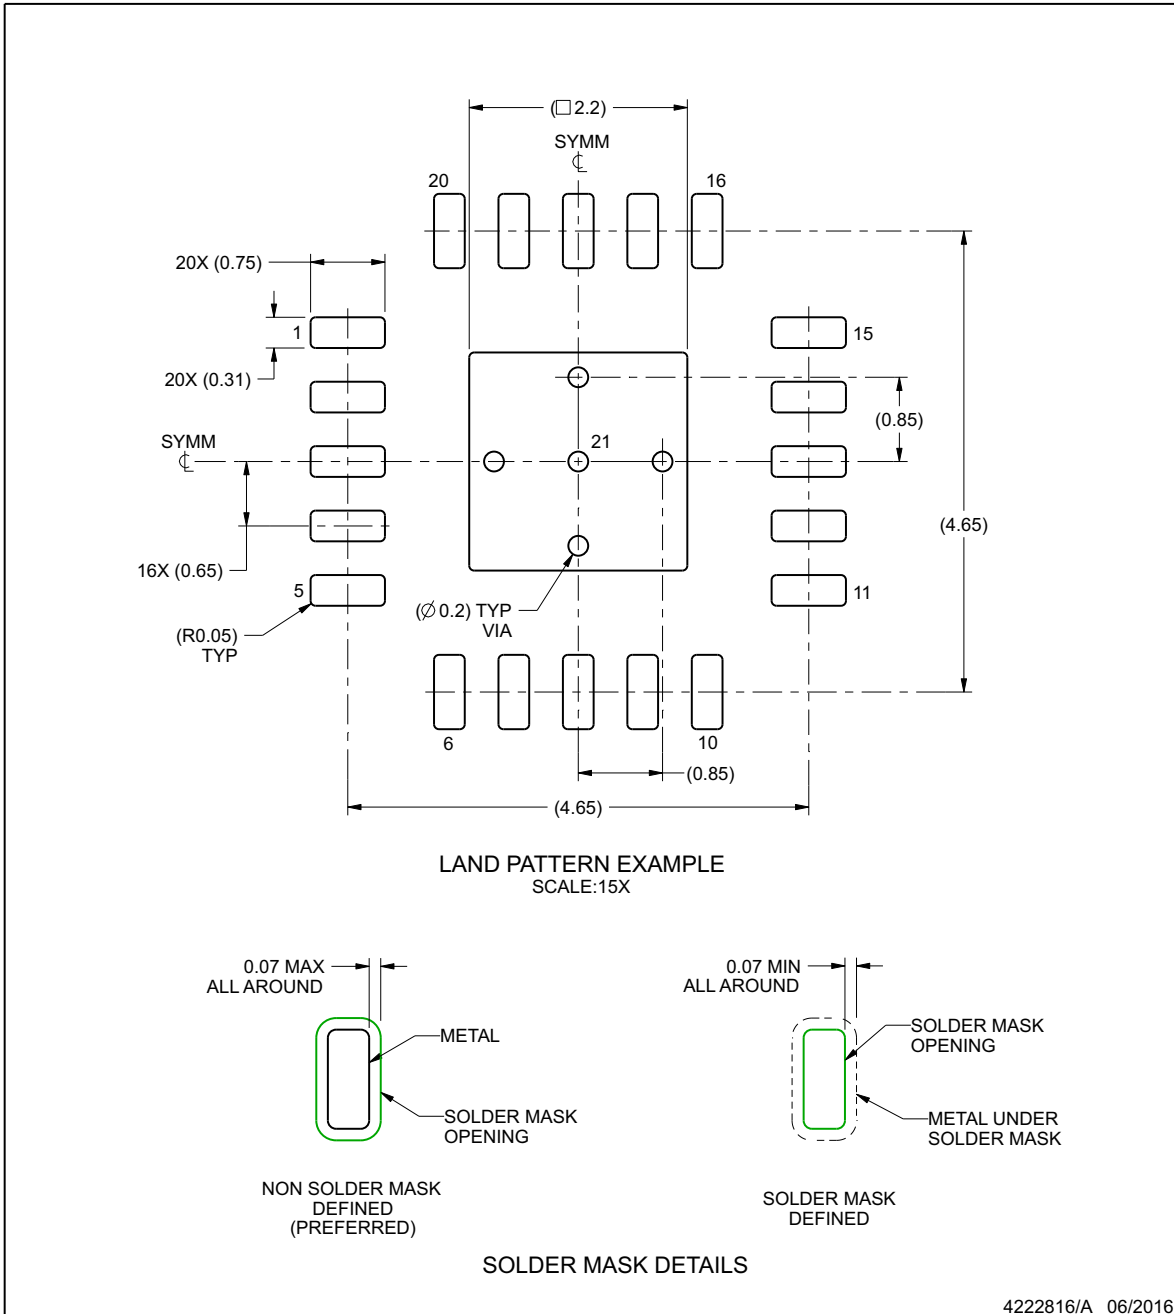 (□2.2)
SYMM
℄
20
16
20X (0.75)
1
15
20X (0.31)
(0.85)
SYMM
℄
21
(4.65)
16X (0.65)
5
11
(∅0.2) TYP
VIA
(R0.05)
TYP
6
10
(0.85)
(4.65)
LAND PATTERN EXAMPLE
SCALE:15X
0.07 MAX
ALL AROUND
METAL
SOLDER MASK
OPENING
NON SOLDER MASK
DEFINED
(PREFERRED)
0.07 MIN
ALL AROUND
SOLDER MASK
OPENING
METAL UNDER
SOLDER MASK
SOLDER MASK
DEFINED
SOLDER MASK DETAILS
4222816/A 06/2016